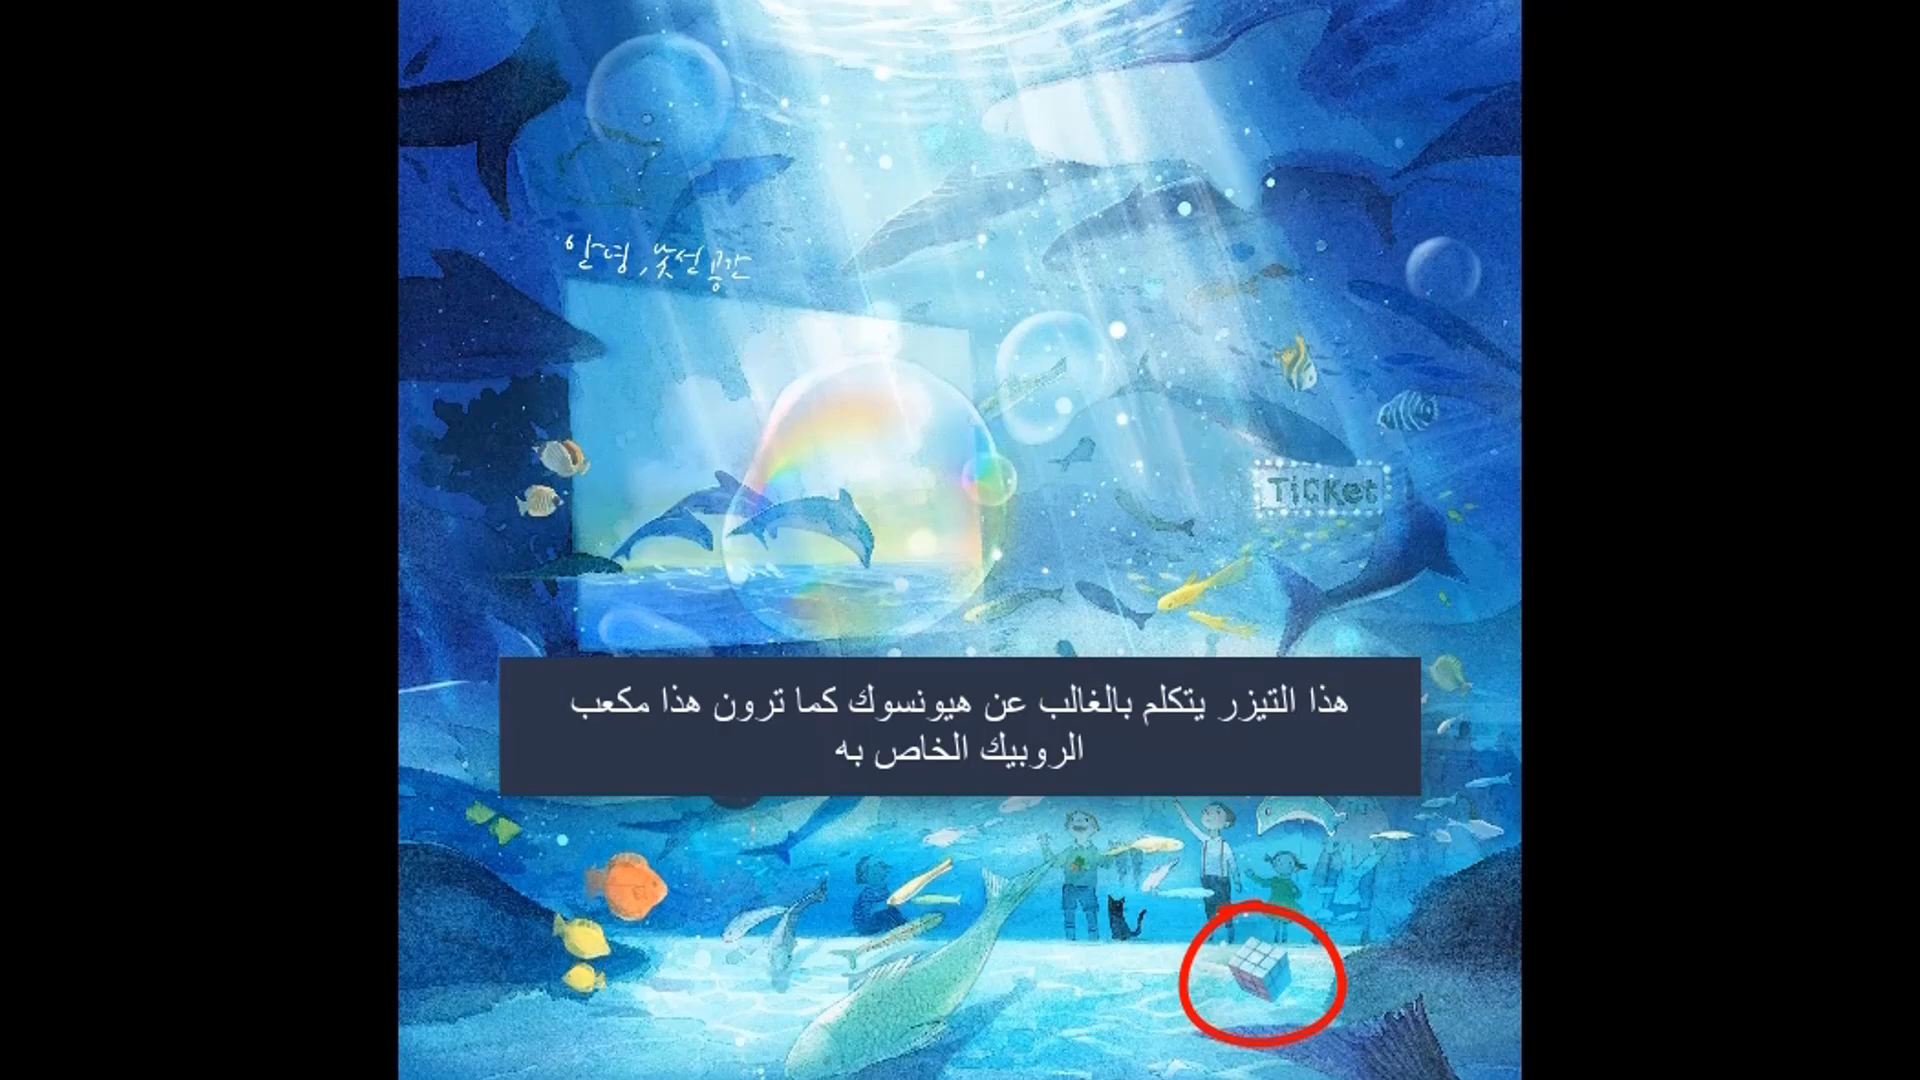 안녕, 낯선 공간
TiCKet
هذا التيزر يتكلم بالغالب عن هيونسوك كما ترون هذا مكعب
الروبيك الخاص به